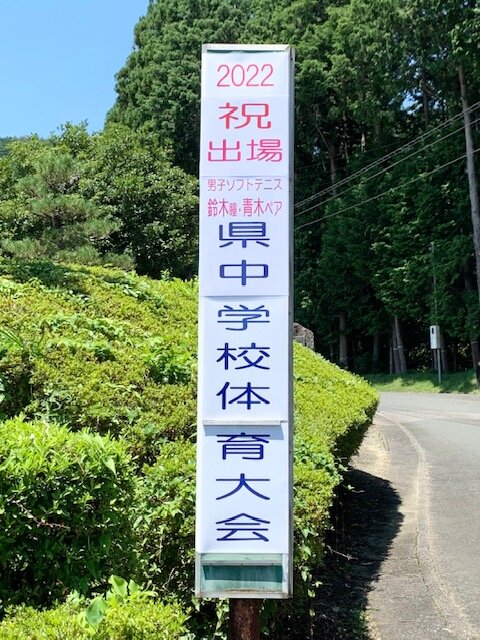 2022
祝
出場
男子ソフトテニス
鈴木瞳・青木ペア
県中学校体育大会